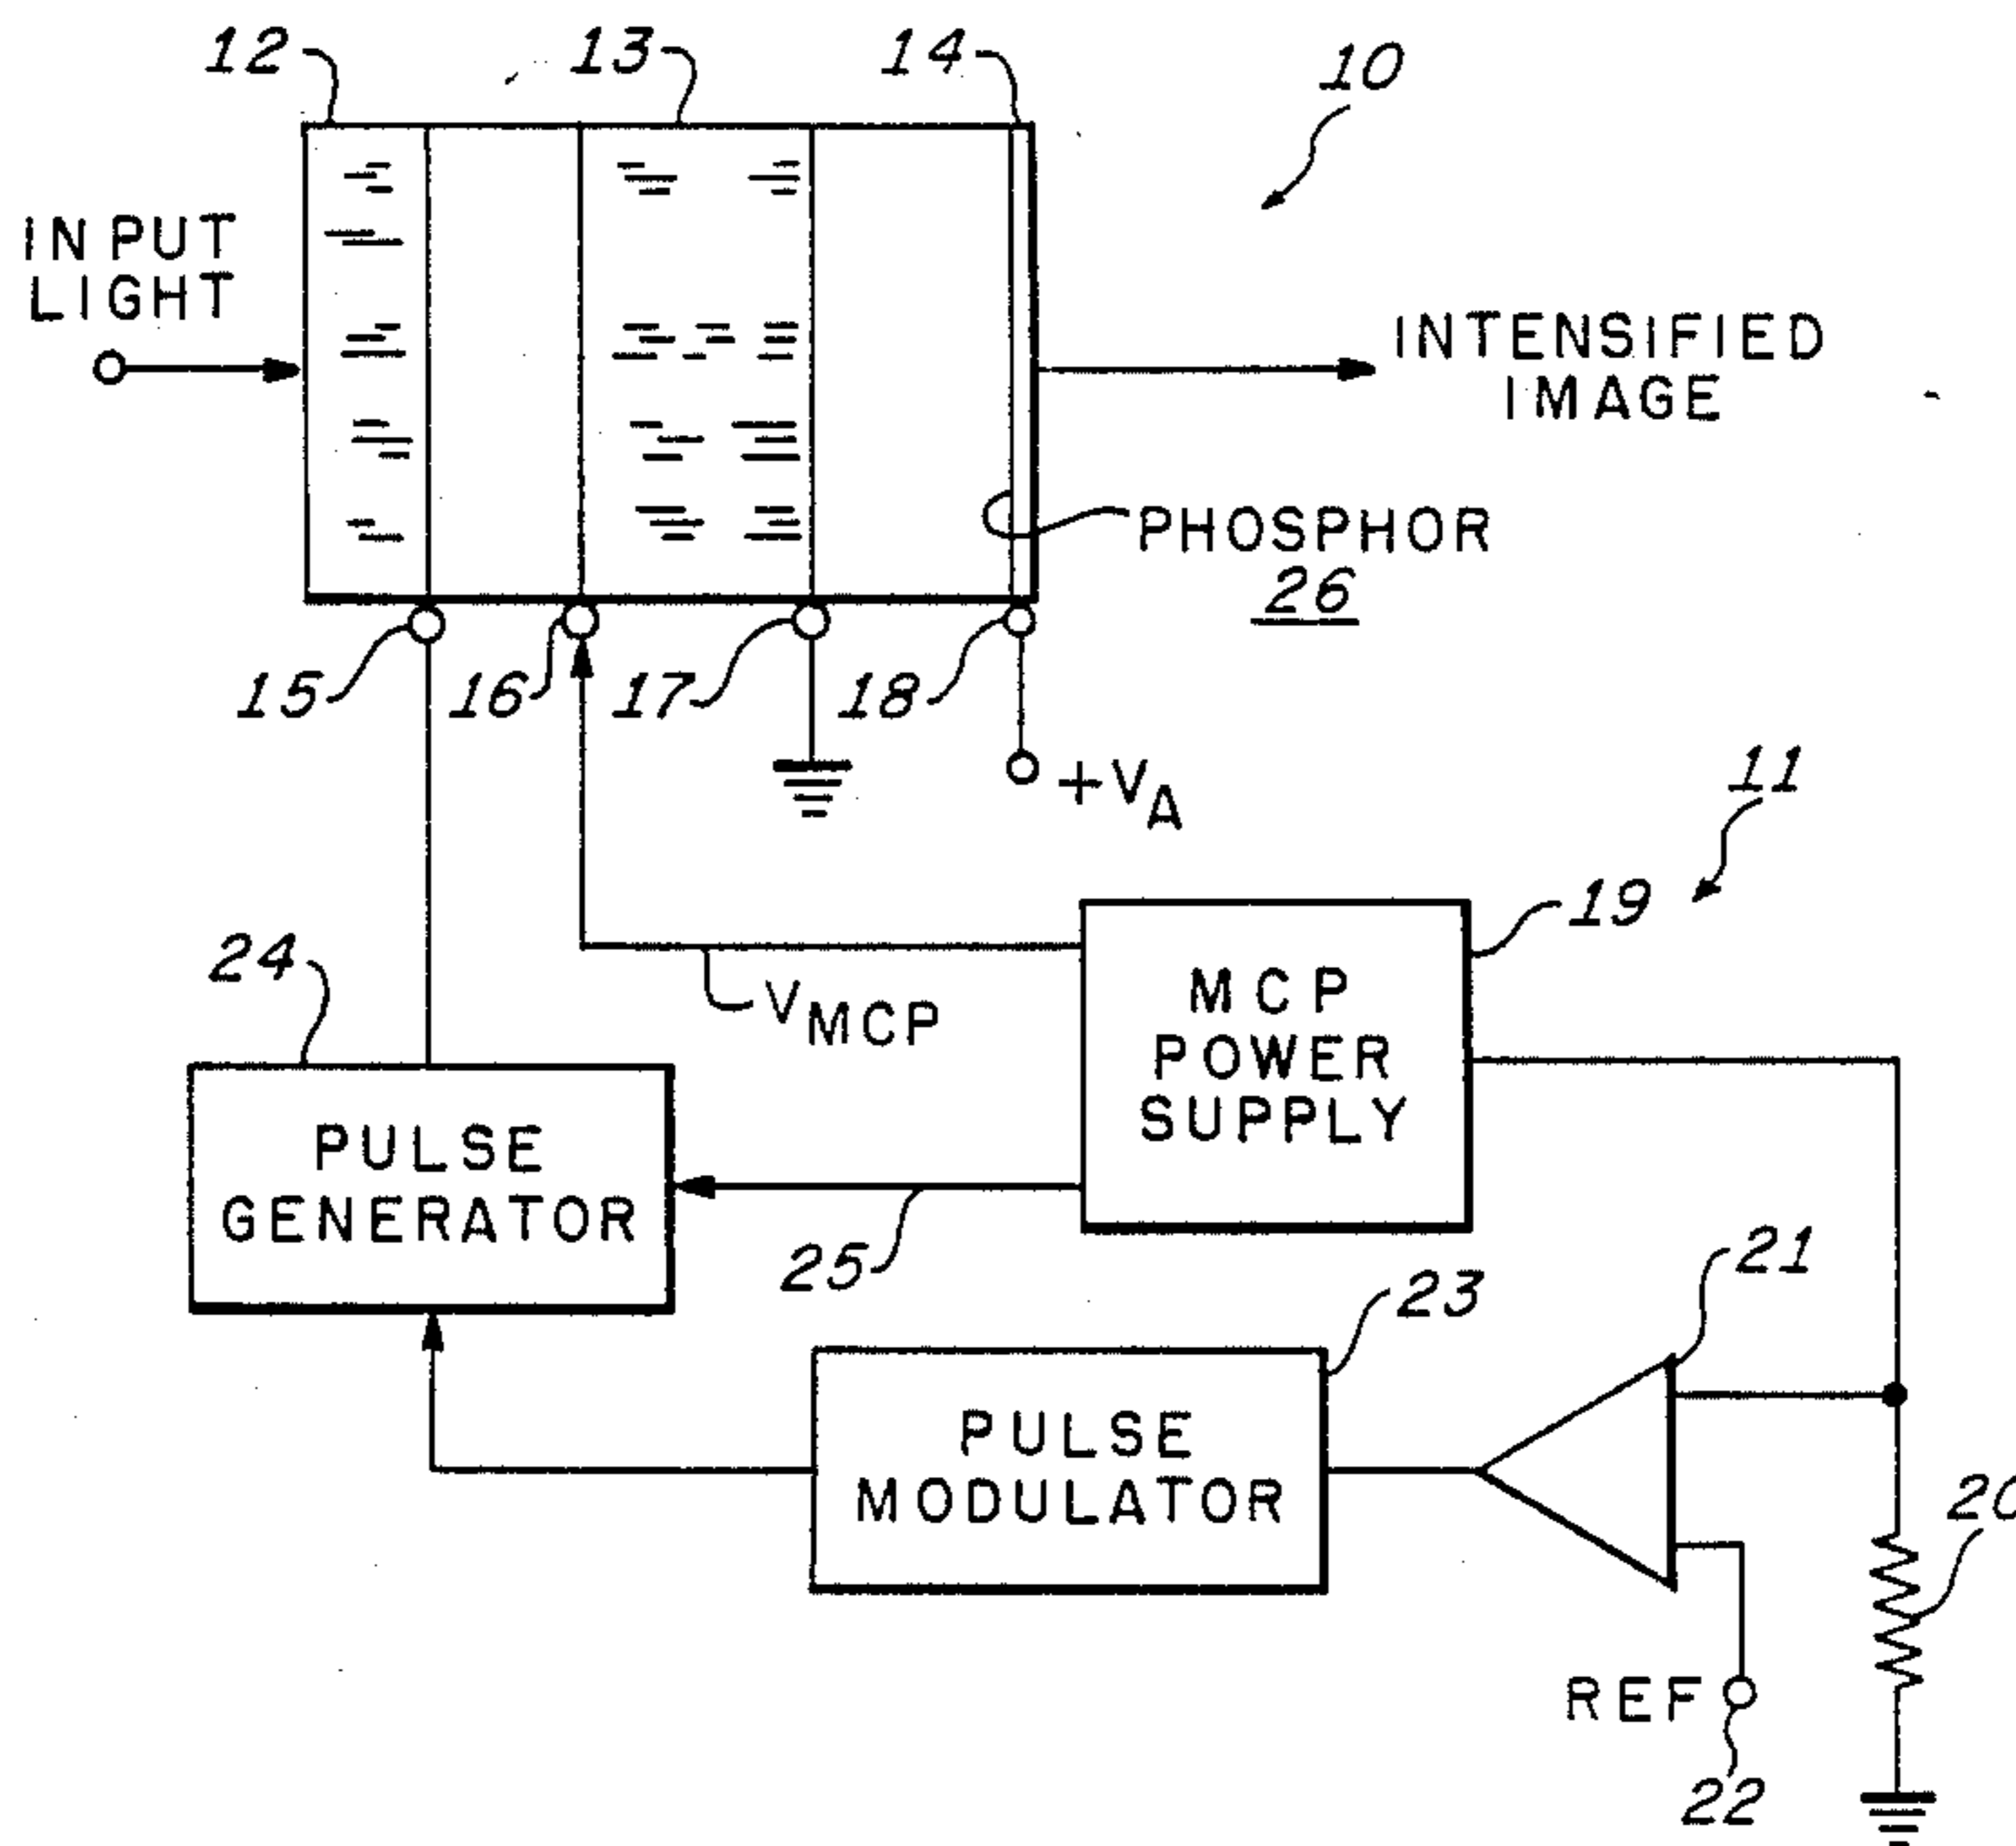 12
13
14
10
INPUT
LIGHT
INTENSIFIED
IMAGE
PHOSPHOR
26
15
16
17
18
+VA
11
19
24
VMCP
MCP
POWER
SUPPLY
PULSE
GENERATOR
25
21
23
PULSE
MODULATOR
20
REF
22